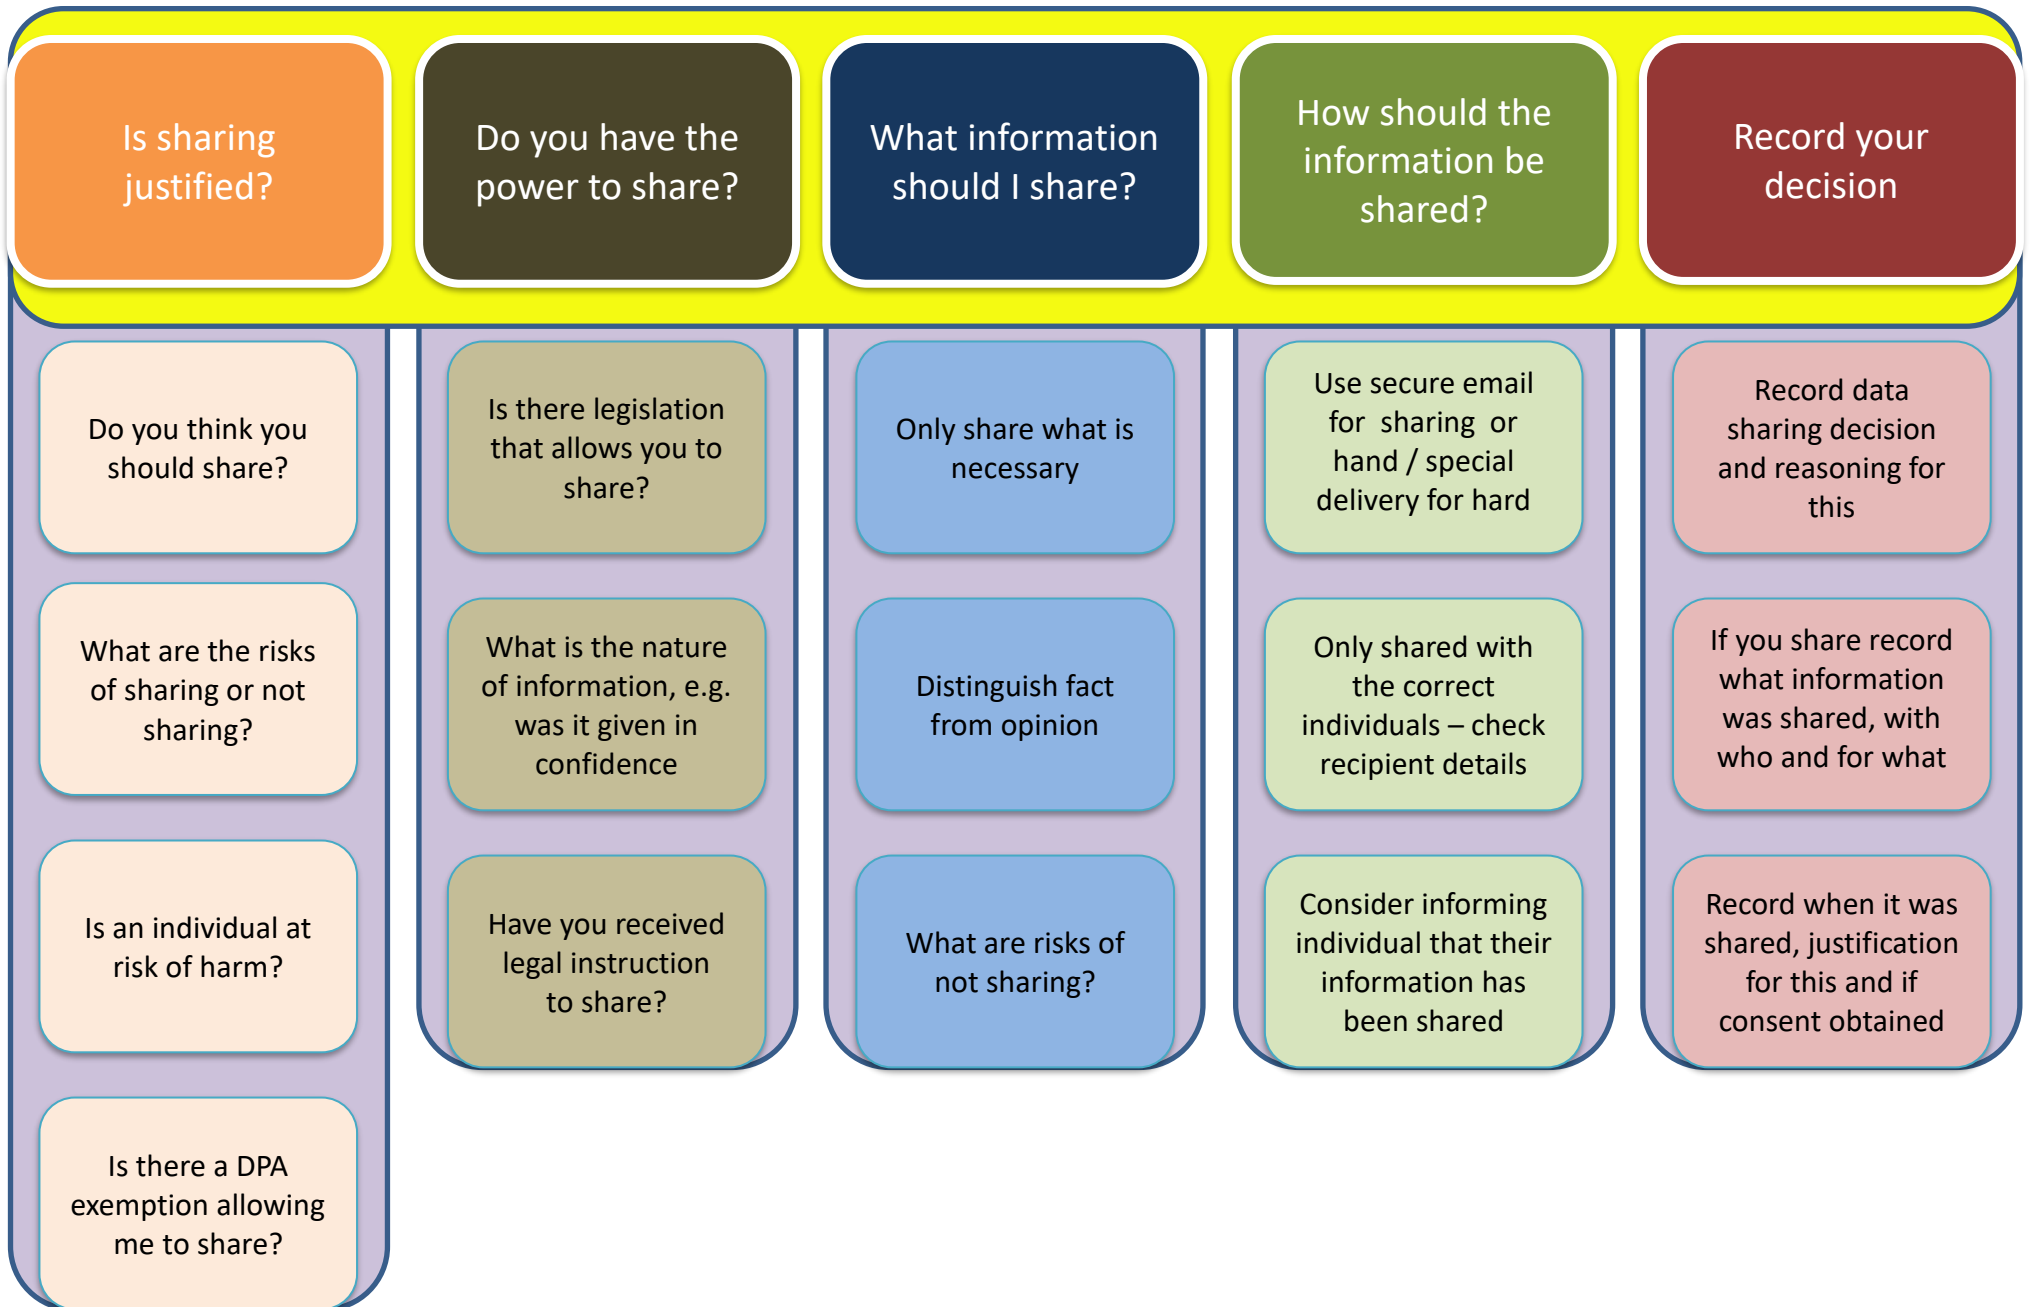 Is sharing
justified?
Do you have the
power to share?
What information
should I share?
How should the
information be
shared?
Record your
decision
Do you think you
should share?
What are the risks
of sharing or not
sharing?
Is an individual at
risk of harm?
Is there a DPA
exemption allowing
me to share?
Is there legislation
that allows you to
share?
What is the nature
of information, e.g.
was it given in
confidence
Have you received
legal instruction
to share?
Only share what is
necessary
Distinguish fact
from opinion
What are risks of
not sharing?
Use secure email
for sharing or
hand / special
delivery for hard
Only shared with
the correct
individuals – check
recipient details
Consider informing
individual that their
information has
been shared
Record data
sharing decision
and reasoning for
this
If you share record
what information
was shared, with
who and for what
Record when it was
shared, justification
for this and if
consent obtained